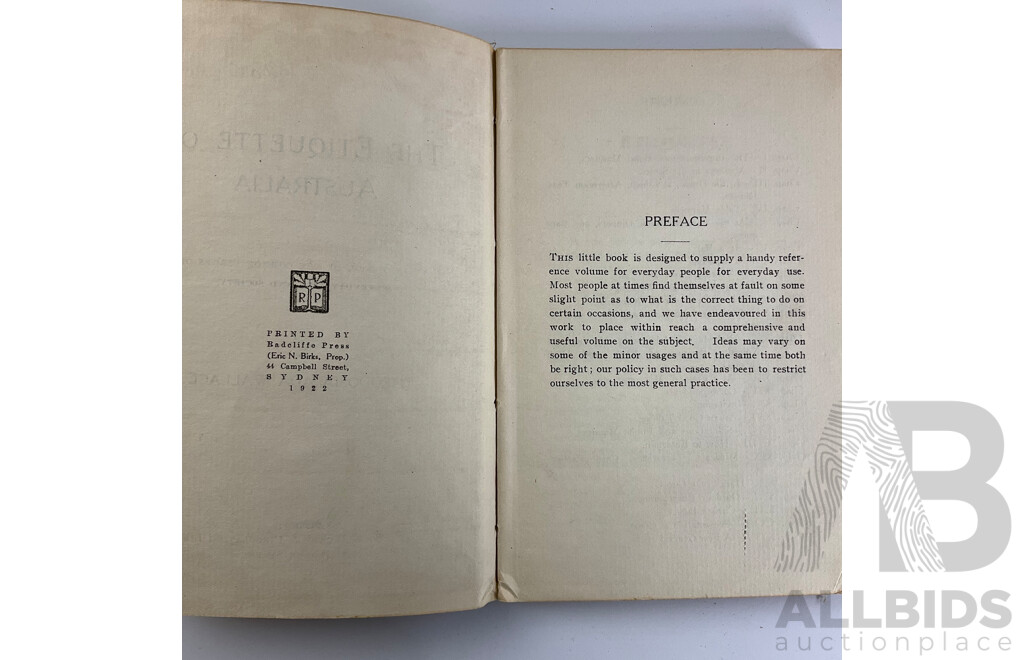 THE ETIQUETTE O
AUSTRALIA
R P
PRINTED BY
Radcliffe Press
(Eric N. Birks, Prop.)
44 Campbell Street,
SYDNEY
1922
PREFACE
THIS little book is designed to supply a handy refer-
ence volume for everyday people for everyday use.
Most people at times find themselves at fault on some
slight point as to what is the correct thing to do on
certain occasions, and we have endeavoured in this
work to place within reach a comprehensive and
useful volume on the subject. Ideas may vary on
some of the minor usages and at the same time both
be right; our policy in such cases has been to restrict
ourselves to the most general practice.
AB
ALLBIDS
auctionplace